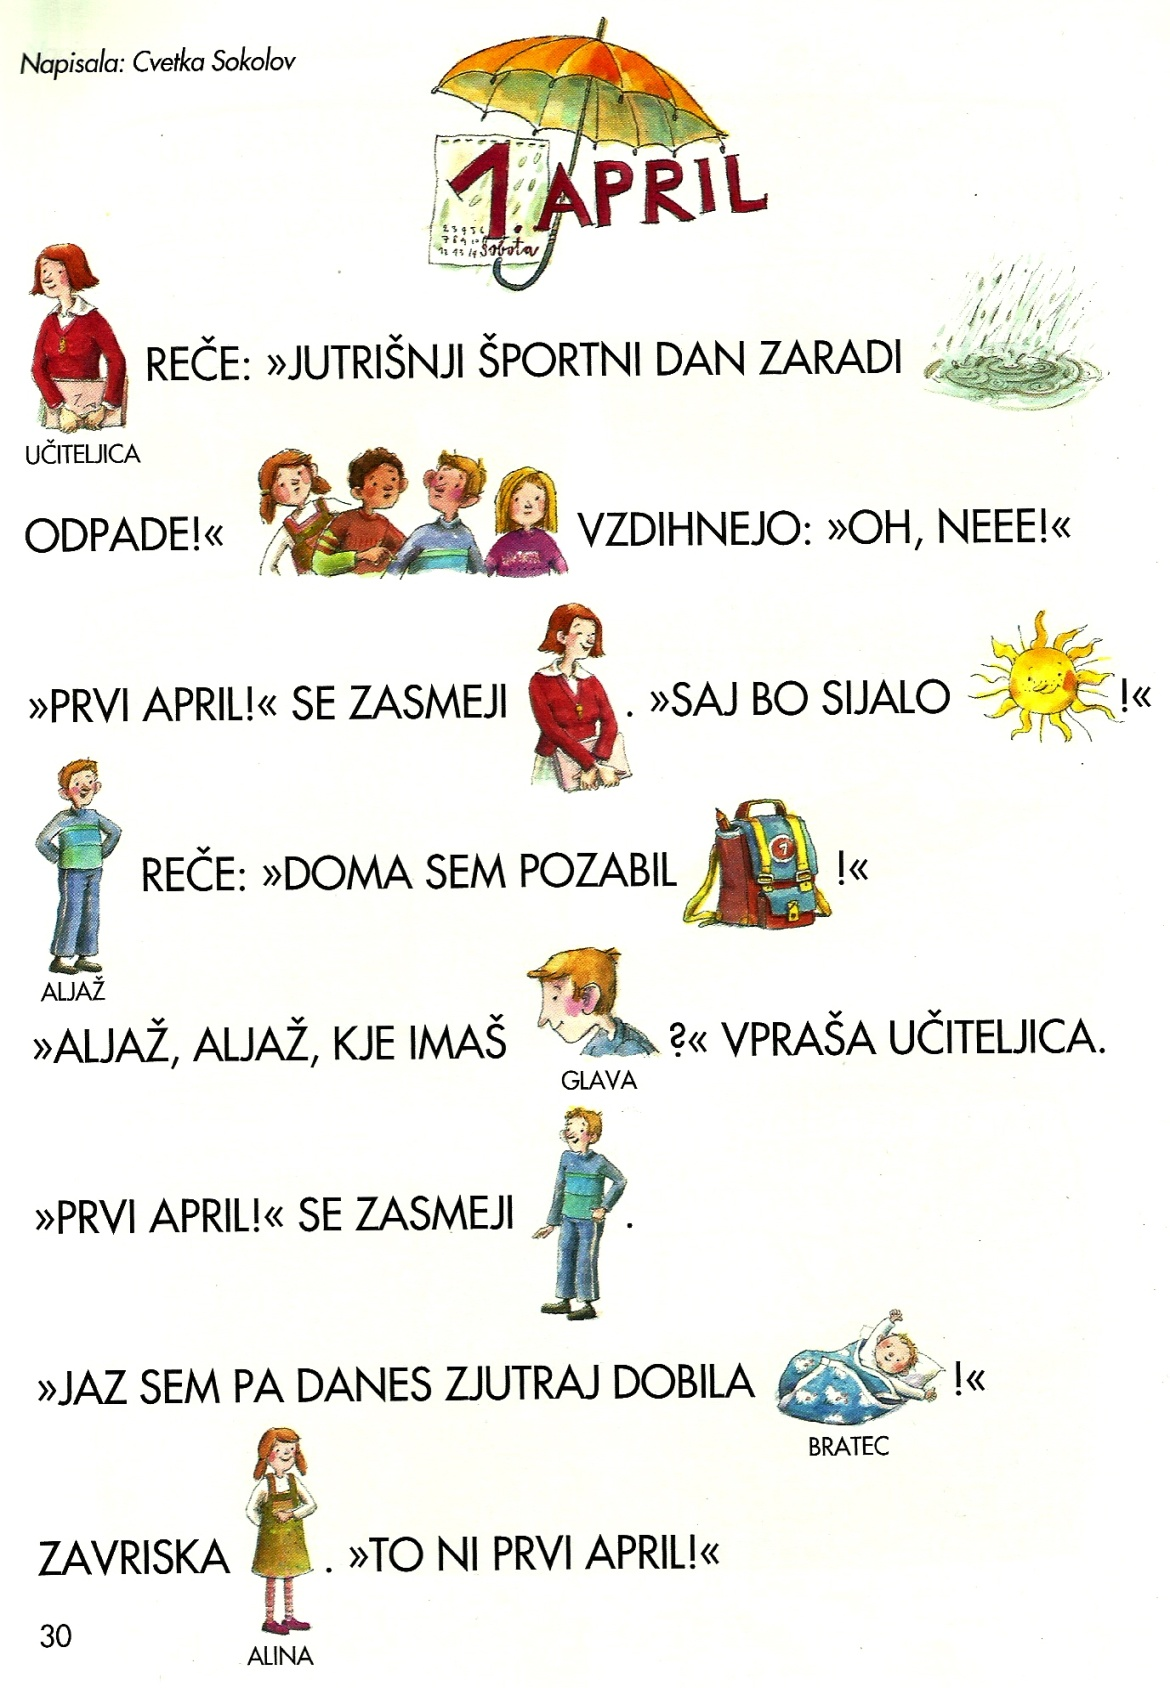 Napisala: Cvetka Sokolov
1. APRIL
sobota
REČE: »JUTRIŠNJI ŠPORTNI DAN ZARADI
UČITELJICA
ODPADE!« VZDIHNEJO: »OH, NEEE!«
»PRVI APRIL!« SE ZASMEJI . »SAJ BO SIJALO !«
REČE: »DOMA SEM POZABIL !«
ALJAŽ
»ALJAŽ, ALJAŽ, KJE IMAŠ ?« VPRAŠA UČITELJICA.
GLAVA
»PRVI APRIL!« SE ZASMEJI .
»JAZ SEM PA DANES ZJUTRAJ DOBILA !«
BRATEC
ZAVRISKA . »TO NI PRVI APRIL!«
ALINA
30